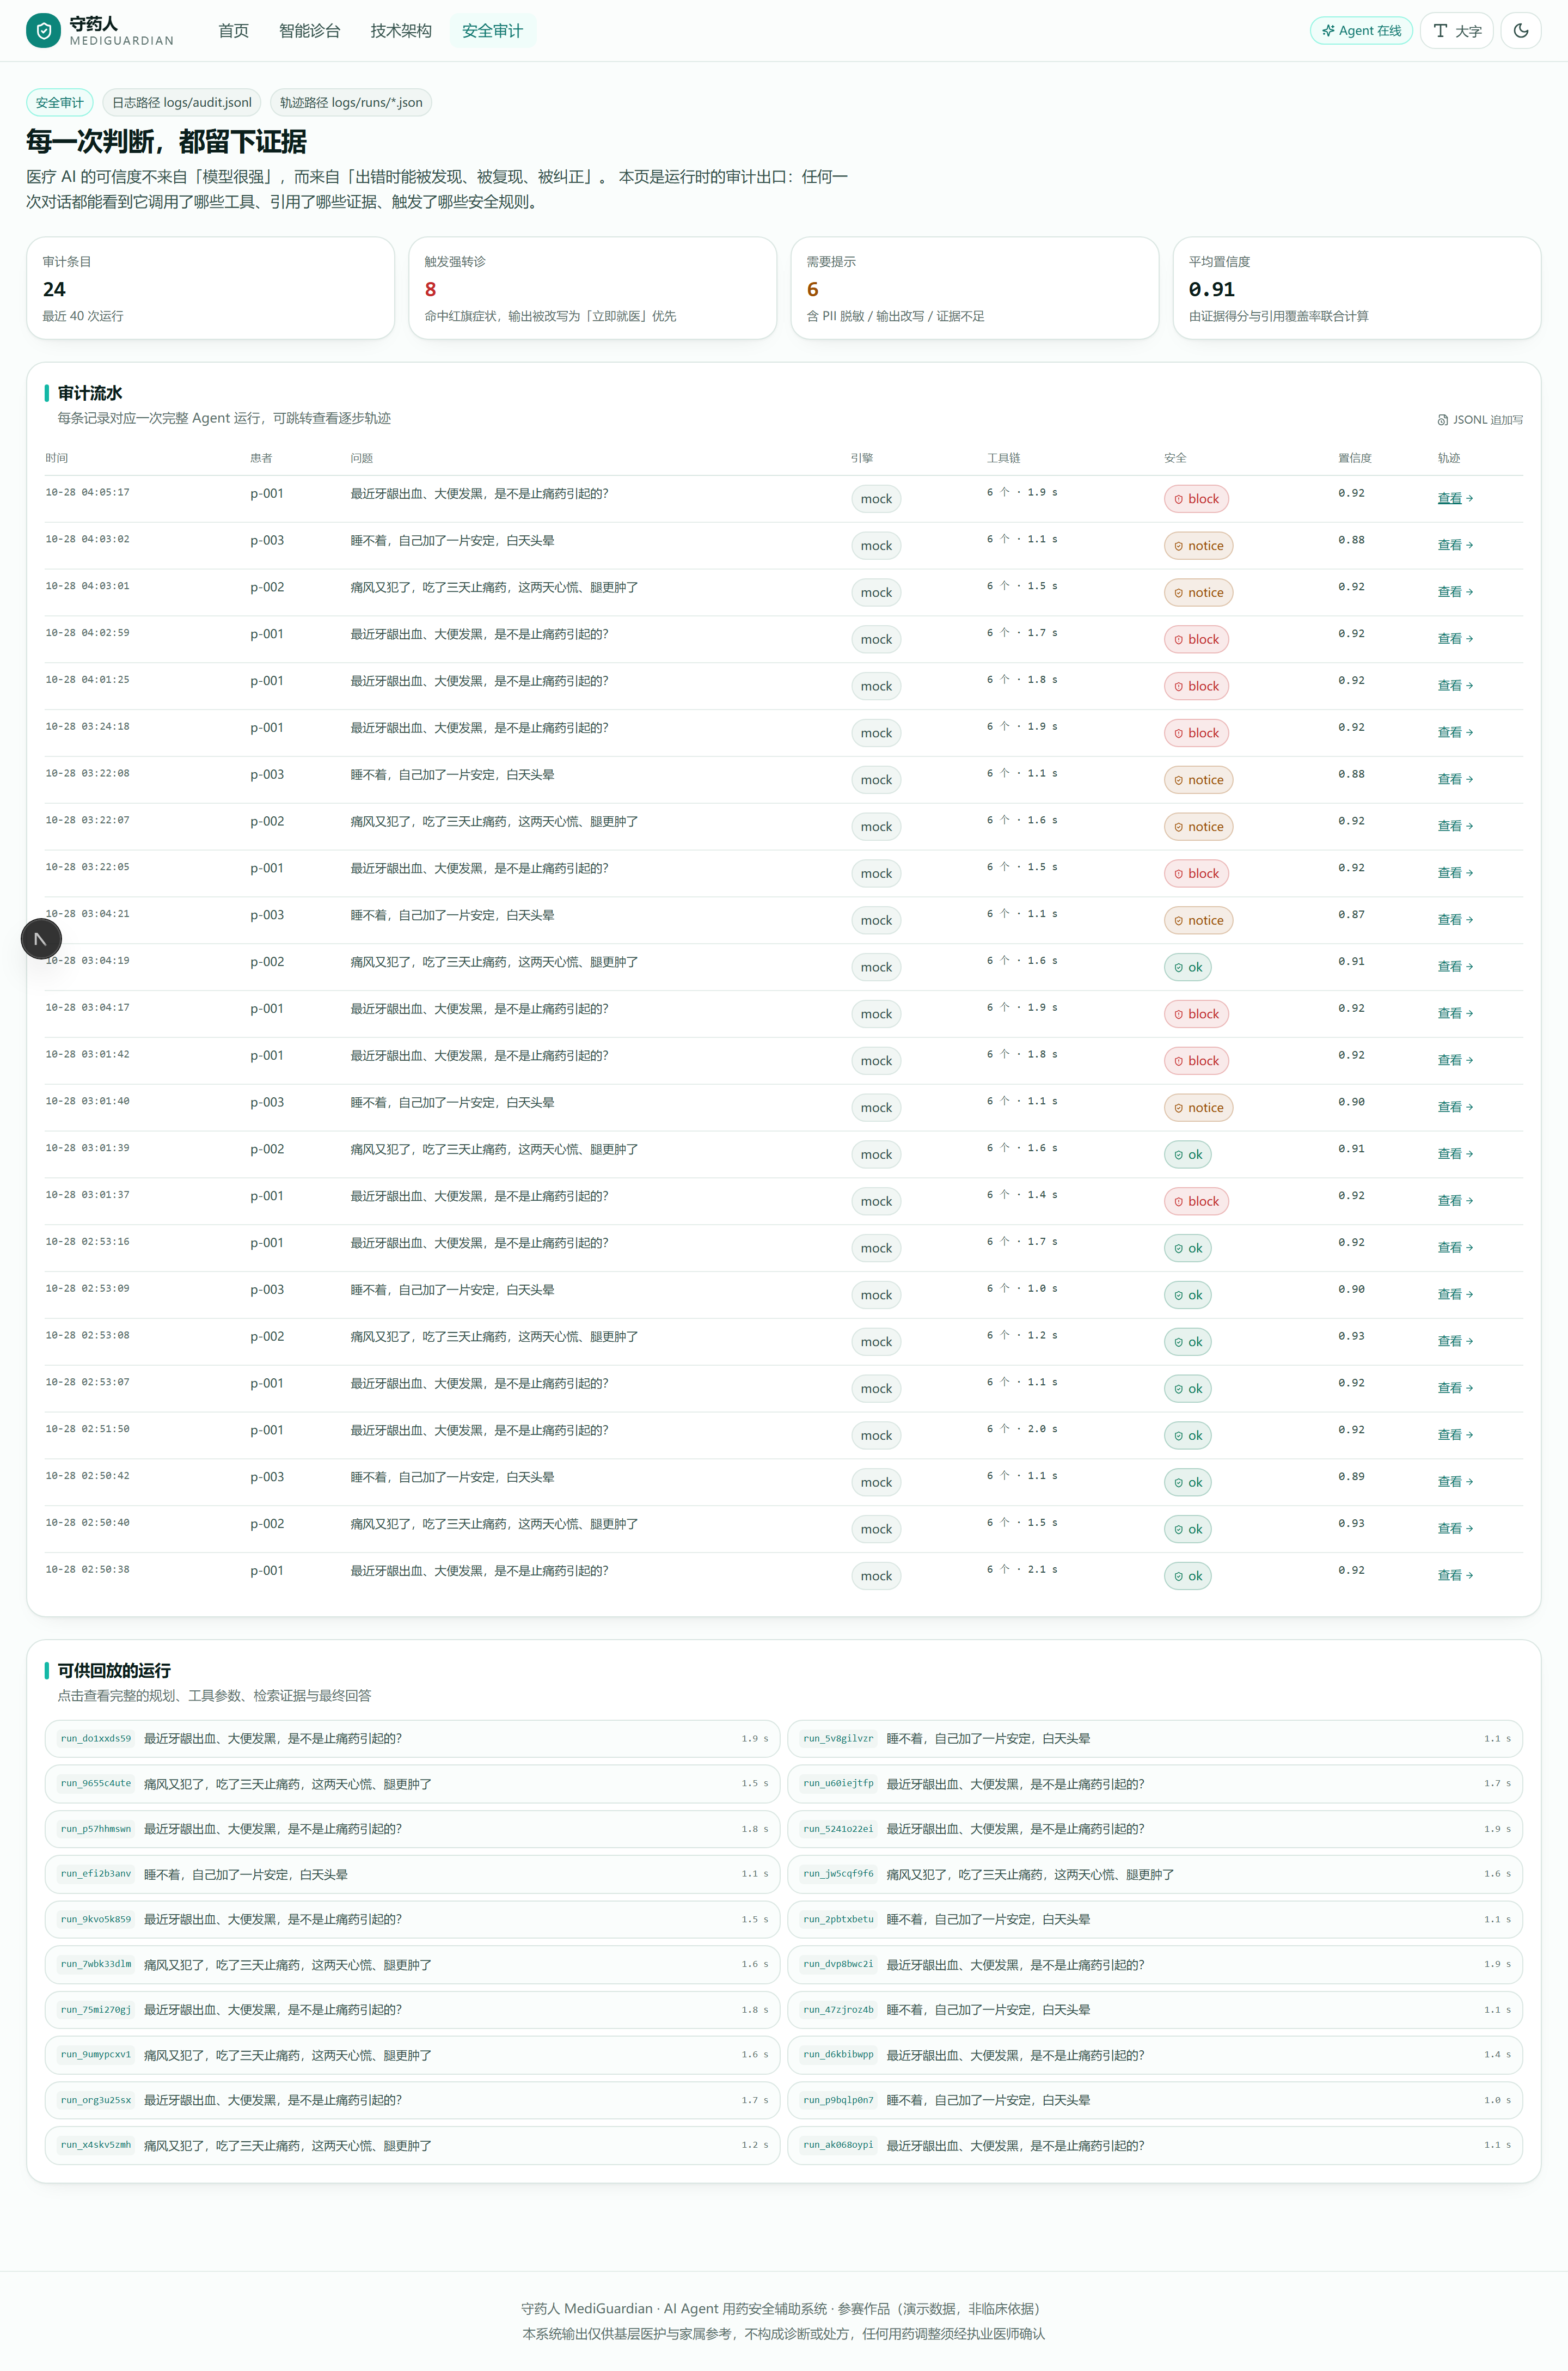 守药人
MEDIGUARDIAN
首页 智能诊台 技术架构 安全审计
Agent 在线 大字
安全审计 日志路径 logs/audit.jsonl 轨迹路径 logs/runs/*.json
每一次判断，都留下证据
医疗 AI 的可信度不来自「模型很强」，而来自「出错时能被发现、被复现、被纠正」。 本页是运行时的审计出口：任何一
次对话都能看到它调用了哪些工具、引用了哪些证据、触发了哪些安全规则。
审计条目
24
最近 40 次运行
触发强转诊
8
命中红旗症状，输出被改写为「立即就医」优先
需要提示
6
含 PII 脱敏 / 输出改写 / 证据不足
平均置信度
0.91
由证据得分与引用覆盖率联合计算
审计流水
每条记录对应一次完整 Agent 运行，可跳转查看逐步轨迹
JSONL 追加写
时间 患者 问题 引擎 工具链 安全 置信度 轨迹
10-28 04:05:17 p-001 最近牙龈出血、大便发黑，是不是止痛药引起的？ mock 6 个 · 1.9 s block 0.92 查看→
10-28 04:03:02 p-003 睡不着，自己加了一片安定，白天头晕 mock 6 个 · 1.1 s notice 0.88 查看→
10-28 04:03:01 p-002 痛风又犯了，吃了三天止痛药，这两天心慌、腿更肿了 mock 6 个 · 1.5 s notice 0.92 查看→
10-28 04:02:59 p-001 最近牙龈出血、大便发黑，是不是止痛药引起的？ mock 6 个 · 1.7 s block 0.92 查看→
10-28 04:01:25 p-001 最近牙龈出血、大便发黑，是不是止痛药引起的？ mock 6 个 · 1.8 s block 0.92 查看→
10-28 03:24:18 p-001 最近牙龈出血、大便发黑，是不是止痛药引起的？ mock 6 个 · 1.9 s block 0.92 查看→
10-28 03:22:08 p-003 睡不着，自己加了一片安定，白天头晕 mock 6 个 · 1.1 s notice 0.88 查看→
10-28 03:22:07 p-002 痛风又犯了，吃了三天止痛药，这两天心慌、腿更肿了 mock 6 个 · 1.6 s notice 0.92 查看→
10-28 03:22:05 p-001 最近牙龈出血、大便发黑，是不是止痛药引起的？ mock 6 个 · 1.5 s block 0.92 查看→
10-28 03:04:21 p-003 睡不着，自己加了一片安定，白天头晕 mock 6 个 · 1.1 s notice 0.87 查看→
10-28 03:04:19 p-002 痛风又犯了，吃了三天止痛药，这两天心慌、腿更肿了 mock 6 个 · 1.6 s ok 0.91 查看→
10-28 03:04:17 p-001 最近牙龈出血、大便发黑，是不是止痛药引起的？ mock 6 个 · 1.9 s block 0.92 查看→
10-28 03:01:42 p-001 最近牙龈出血、大便发黑，是不是止痛药引起的？ mock 6 个 · 1.8 s block 0.92 查看→
10-28 03:01:40 p-003 睡不着，自己加了一片安定，白天头晕 mock 6 个 · 1.1 s notice 0.90 查看→
10-28 03:01:39 p-002 痛风又犯了，吃了三天止痛药，这两天心慌、腿更肿了 mock 6 个 · 1.6 s ok 0.91 查看→
10-28 03:01:37 p-001 最近牙龈出血、大便发黑，是不是止痛药引起的？ mock 6 个 · 1.4 s block 0.92 查看→
10-28 02:53:16 p-001 最近牙龈出血、大便发黑，是不是止痛药引起的？ mock 6 个 · 1.7 s ok 0.92 查看→
10-28 02:53:09 p-003 睡不着，自己加了一片安定，白天头晕 mock 6 个 · 1.0 s ok 0.90 查看→
10-28 02:53:08 p-002 痛风又犯了，吃了三天止痛药，这两天心慌、腿更肿了 mock 6 个 · 1.2 s ok 0.93 查看→
10-28 02:53:07 p-001 最近牙龈出血、大便发黑，是不是止痛药引起的？ mock 6 个 · 1.1 s ok 0.92 查看→
10-28 02:51:50 p-001 最近牙龈出血、大便发黑，是不是止痛药引起的？ mock 6 个 · 2.0 s ok 0.92 查看→
10-28 02:50:42 p-003 睡不着，自己加了一片安定，白天头晕 mock 6 个 · 1.1 s ok 0.89 查看→
10-28 02:50:40 p-002 痛风又犯了，吃了三天止痛药，这两天心慌、腿更肿了 mock 6 个 · 1.5 s ok 0.93 查看→
10-28 02:50:38 p-001 最近牙龈出血、大便发黑，是不是止痛药引起的？ mock 6 个 · 2.1 s ok 0.92 查看→
可供回放的运行
点击查看完整的规划、工具参数、检索证据与最终回答
run_do1xxds59 最近牙龈出血、大便发黑，是不是止痛药引起的？ 1.9 s
run_5v8gilvzr 睡不着，自己加了一片安定，白天头晕 1.1 s
run_9655c4ute 痛风又犯了，吃了三天止痛药，这两天心慌、腿更肿了 1.5 s
run_u60iejtfp 最近牙龈出血、大便发黑，是不是止痛药引起的？ 1.7 s
run_p57hhmswn 最近牙龈出血、大便发黑，是不是止痛药引起的？ 1.8 s
run_5241o22ei 最近牙龈出血、大便发黑，是不是止痛药引起的？ 1.9 s
run_efi2b3anv 睡不着，自己加了一片安定，白天头晕 1.1 s
run_jw5cqf9f6 痛风又犯了，吃了三天止痛药，这两天心慌、腿更肿了 1.6 s
run_9kvo5k859 最近牙龈出血、大便发黑，是不是止痛药引起的？ 1.5 s
run_2pbtxbetu 睡不着，自己加了一片安定，白天头晕 1.1 s
run_7wbk33dlm 痛风又犯了，吃了三天止痛药，这两天心慌、腿更肿了 1.6 s
run_dvp8bwc2i 最近牙龈出血、大便发黑，是不是止痛药引起的？ 1.9 s
run_75mi270gj 最近牙龈出血、大便发黑，是不是止痛药引起的？ 1.8 s
run_47zjroz4b 睡不着，自己加了一片安定，白天头晕 1.1 s
run_9umypcxv1 痛风又犯了，吃了三天止痛药，这两天心慌、腿更肿了 1.6 s
run_d6kbibwpp 最近牙龈出血、大便发黑，是不是止痛药引起的？ 1.4 s
run_org3u25sx 最近牙龈出血、大便发黑，是不是止痛药引起的？ 1.7 s
run_p9bqlp0n7 睡不着，自己加了一片安定，白天头晕 1.0 s
run_x4skv5zmh 痛风又犯了，吃了三天止痛药，这两天心慌、腿更肿了 1.2 s
run_ak068oypi 最近牙龈出血、大便发黑，是不是止痛药引起的？ 1.1 s
守药人 MediGuardian · AI Agent 用药安全辅助系统 · 参赛作品（演示数据，非临床依据）
本系统输出仅供基层医护与家属参考，不构成诊断或处方，任何用药调整须经执业医师确认